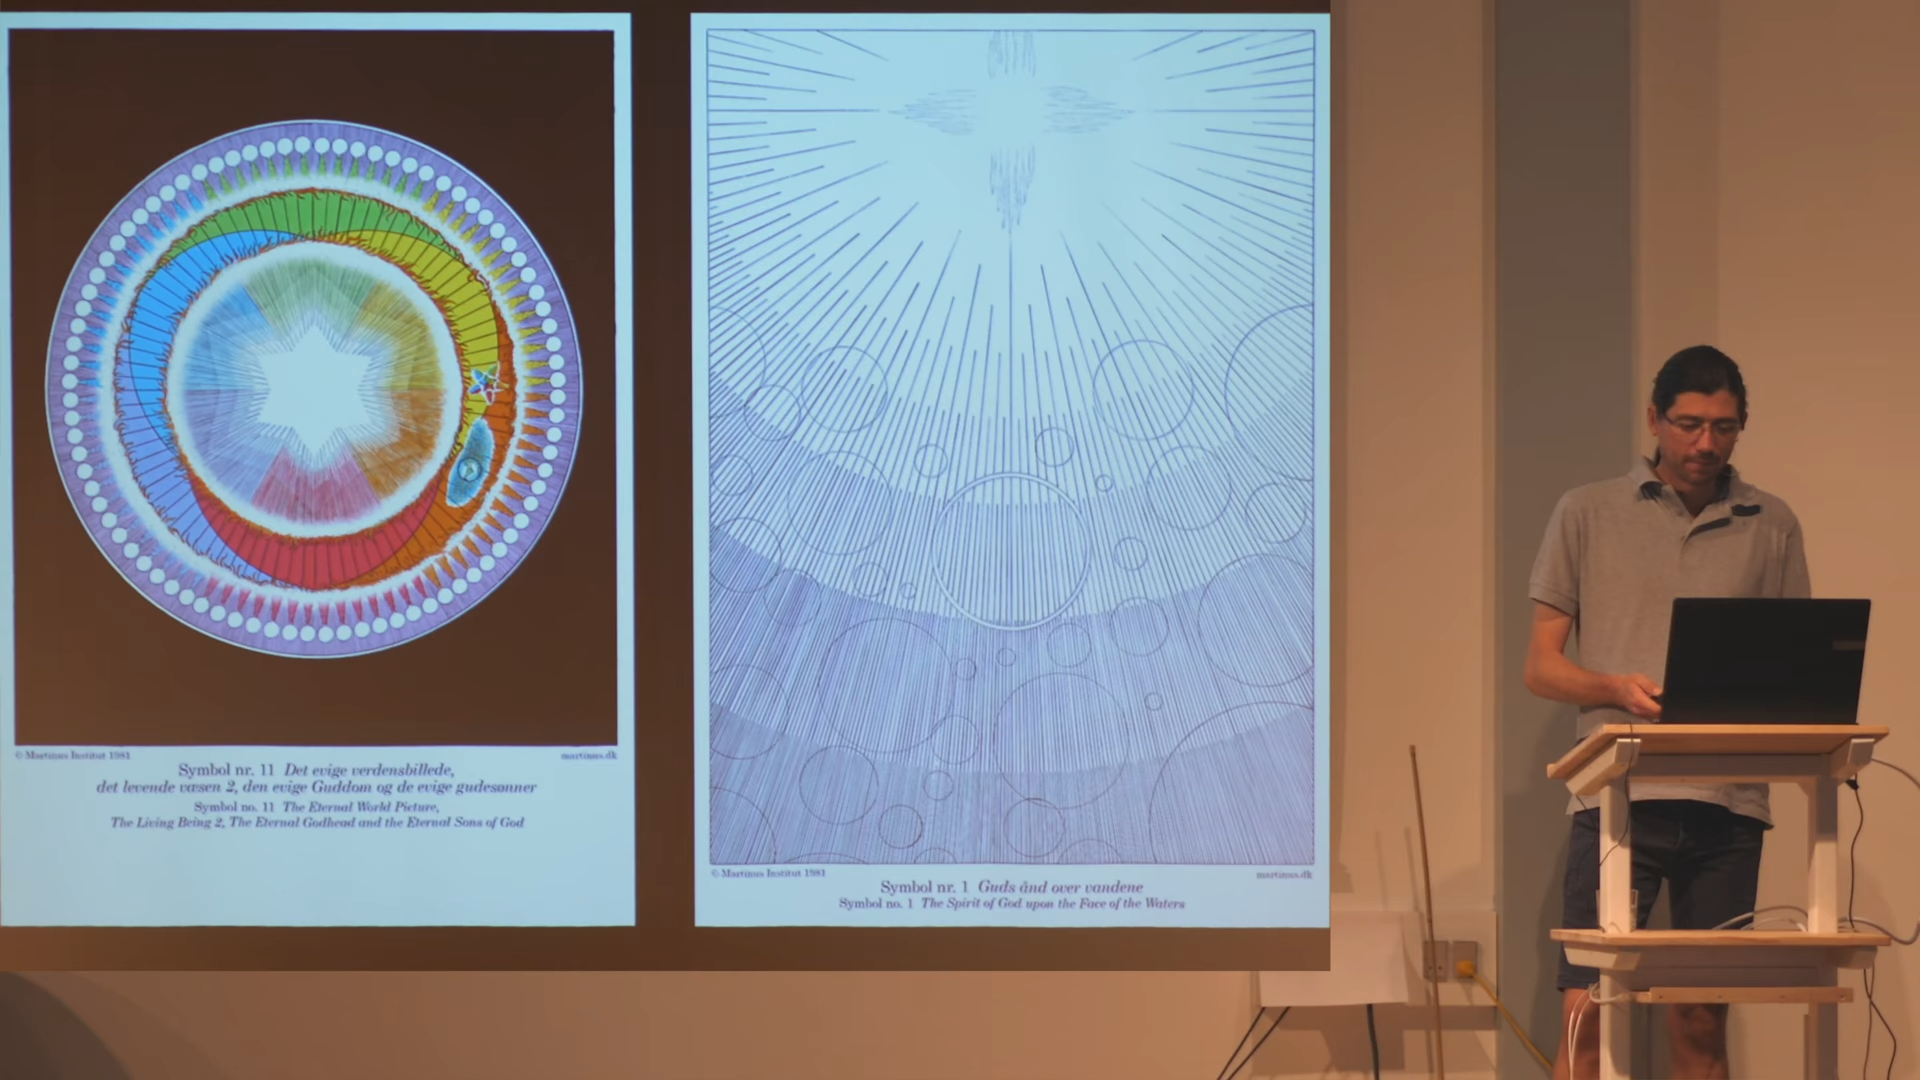 © Martinus Institut 1981
martinus.dk
Symbol nr. 11 Det evige verdensbillede,
det levende væsen 2, den evige Guddom og de evige gudesønner
Symbol no. 11 The Eternal World Picture,
The Living Being 2, The Eternal Godhead and the Eternal Sons of God
© Martinus Institut 1981
martinus.dk
Symbol nr. 1 Guds ånd over vandene
Symbol no. 1 The Spirit of God upon the Face of the Waters